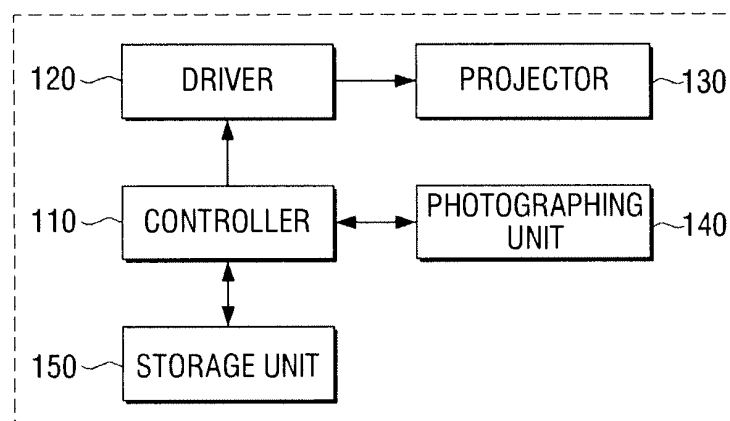 120 DRIVER PROJECTOR 130
110 CONTROLLER PHOTOGRAPHING UNIT 140
150 STORAGE UNIT